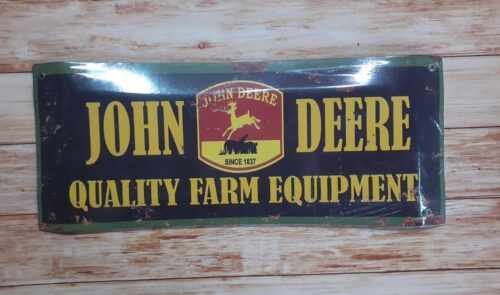 JOHN DEERE
JOHN DEERE
SINCE 1837
QUALITY FARM EQUIPMENT